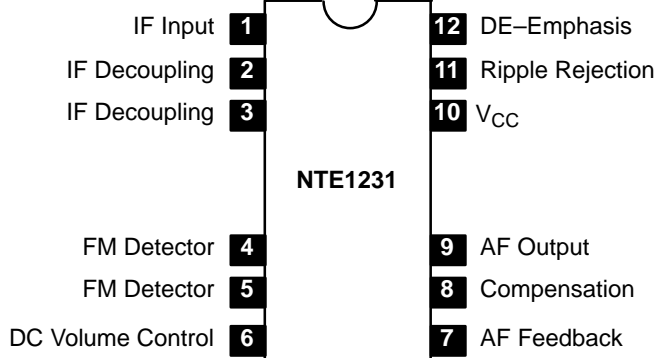 IF Input 1 12 DE–Emphasis
IF Decoupling 2 11 Ripple Rejection
IF Decoupling 3 10 VCC
NTE1231
FM Detector 4 9 AF Output
FM Detector 5 8 Compensation
DC Volume Control 6 7 AF Feedback